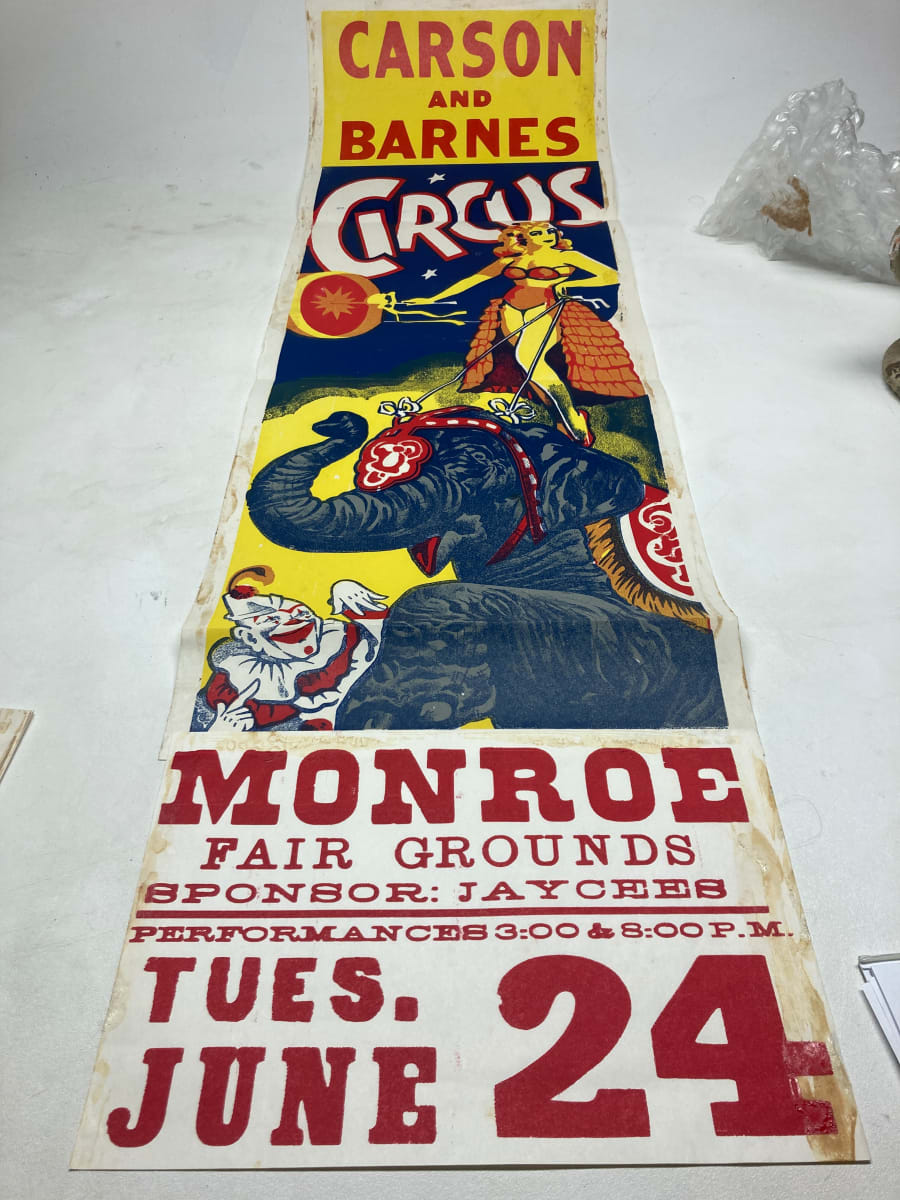 CARSON
AND
BARNES
CIRCUS
MONROE
FAIR GROUNDS
SPONSOR: JAYCEES
PERFORMANCES 3:00 & 8:00 P.M.
TUES.
JUNE 24